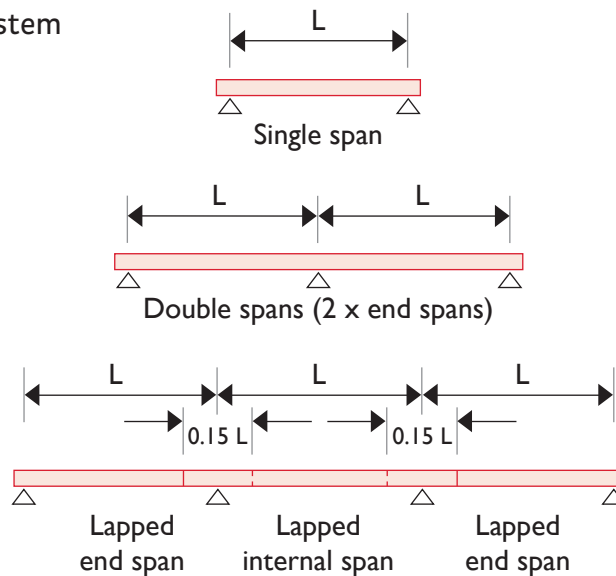 stem
L
Single span
L L
Double spans (2 x end spans)
L L L
0.15 L 0.15 L
Lapped Lapped Lapped
end span internal span end span